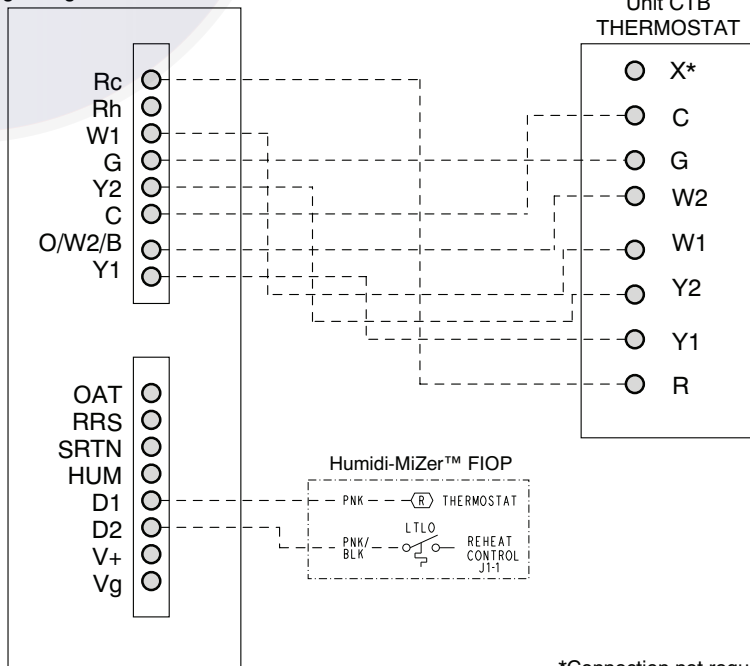 Unit CTB
THERMOSTAT
Rc
Rh
W1
G
Y2
C
O/W2/B
Y1
X*
C
G
W2
W1
Y2
Y1
R
OAT
RRS
SRTN
HUM
D1
D2
V+
Vg
Humidi-MiZer™ FIOP
PNK
R THERMOSTAT
LTLO
PNK/
BLK
REHEAT
CONTROL
J1-1
*Connection not requ